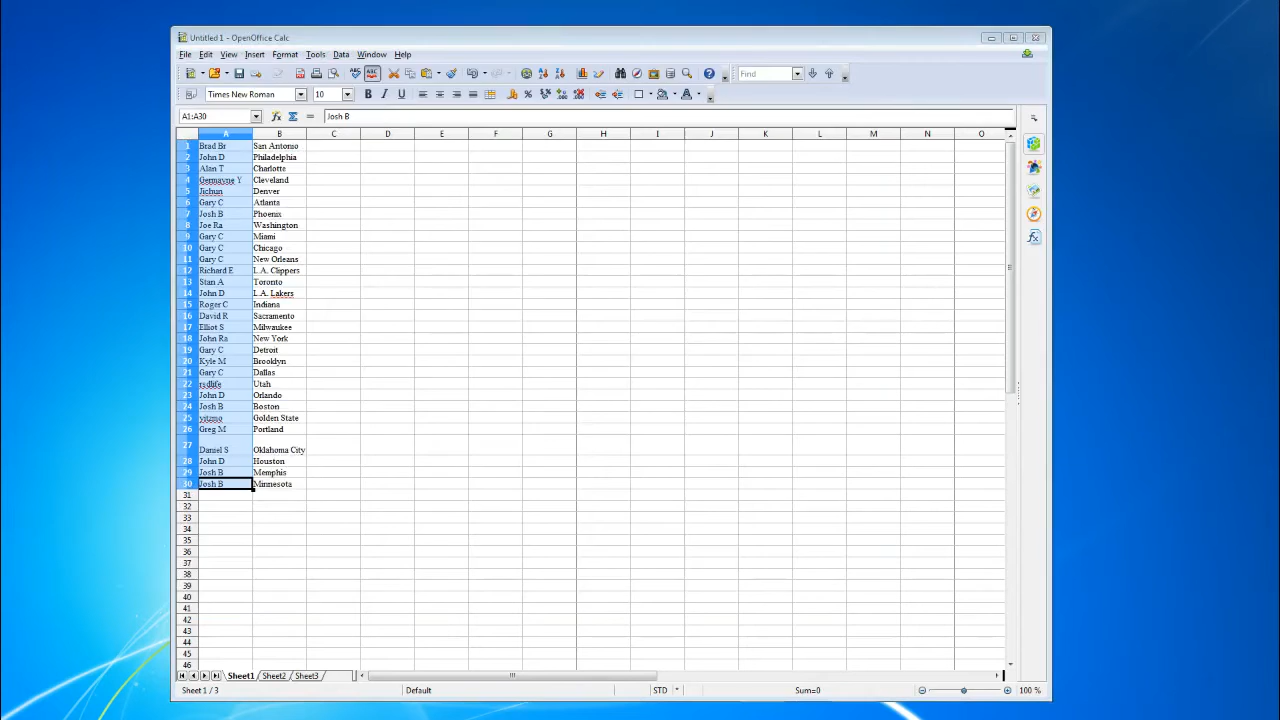 Untitled 1 - OpenOffice Calc
File Edit View Insert Format Tools Data Window Help
Find
Times New Roman 10
A1:A30 Josh B
A B C D E F G H I J K L M N O
1 Brad Br San Antonio
2 John D Philadelphia
3 Alan T Charlotte
4 Germayne Y Cleveland
5 Jichun Denver
6 Gary C Atlanta
7 Josh B Phoenix
8 Joe Ra Washington
9 Gary C Miami
10 Gary C Chicago
11 Gary C New Orleans
12 Richard E L.A. Clippers
13 Stan A Toronto
14 John D L.A. Lakers
15 Roger C Indiana
16 David R Sacramento
17 Elliot S Milwaukee
18 John Ra New York
19 Gary C Detroit
20 Kyle M Brooklyn
21 Gary C Dallas
22 rsdlife Utah
23 John D Orlando
24 Josh B Boston
25 yitzmo Golden State
26 Greg M Portland
27 Daniel S Oklahoma City
28 John D Houston
29 Josh B Memphis
30 Josh B Minnesota
31
32
33
34
35
36
37
38
39
40
41
42
43
44
45
46
Sheet1 Sheet2 Sheet3
Sheet 1 / 3 Default STD * Sum=0 100 %